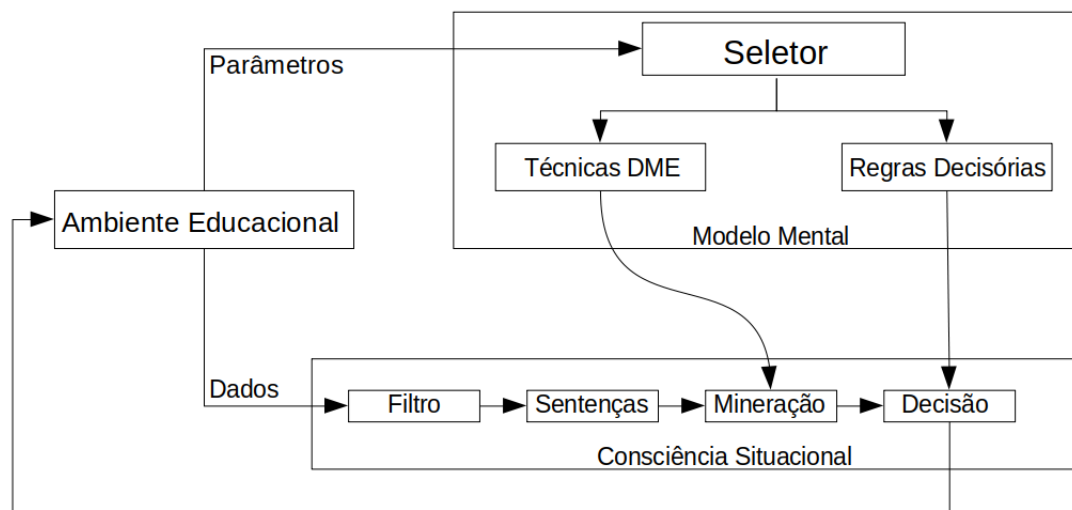 Seletor
Parâmetros
Técnicas DME
Regras Decisórias
Ambiente Educacional
Modelo Mental
Dados
Filtro
Sentenças
Mineração
Decisão
Consciência Situacional